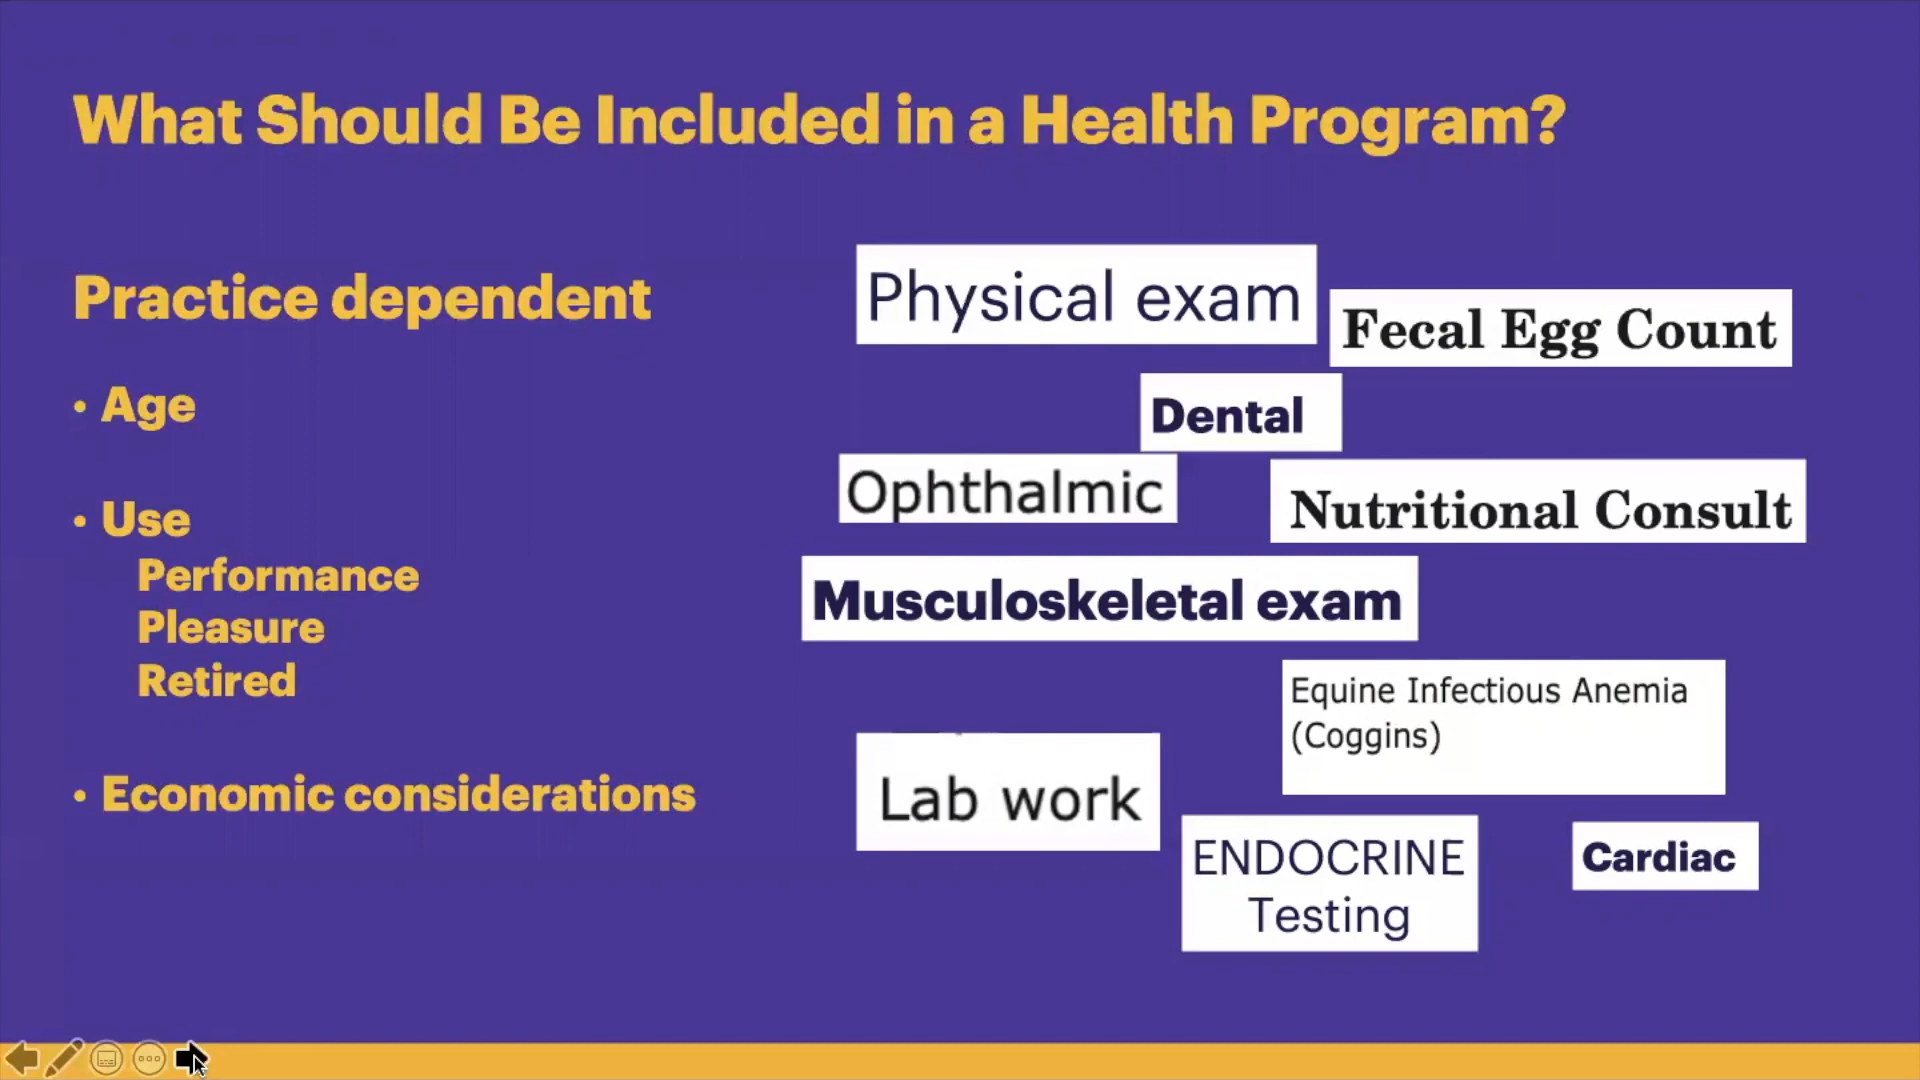 What Should Be Included in a Health Program?
Practice dependent
• Age
• Use
Performance
Pleasure
Retired
• Economic considerations
Physical exam
Fecal Egg Count
Dental
Ophthalmic
Nutritional Consult
Musculoskeletal exam
Equine Infectious Anemia
(Coggins)
Lab work
ENDOCRINE
Testing
Cardiac